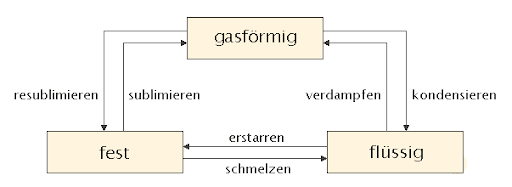 gasförmig
resublimieren
sublimieren
verdampfen
kondensieren
fest
erstarren
schmelzen
flüssig